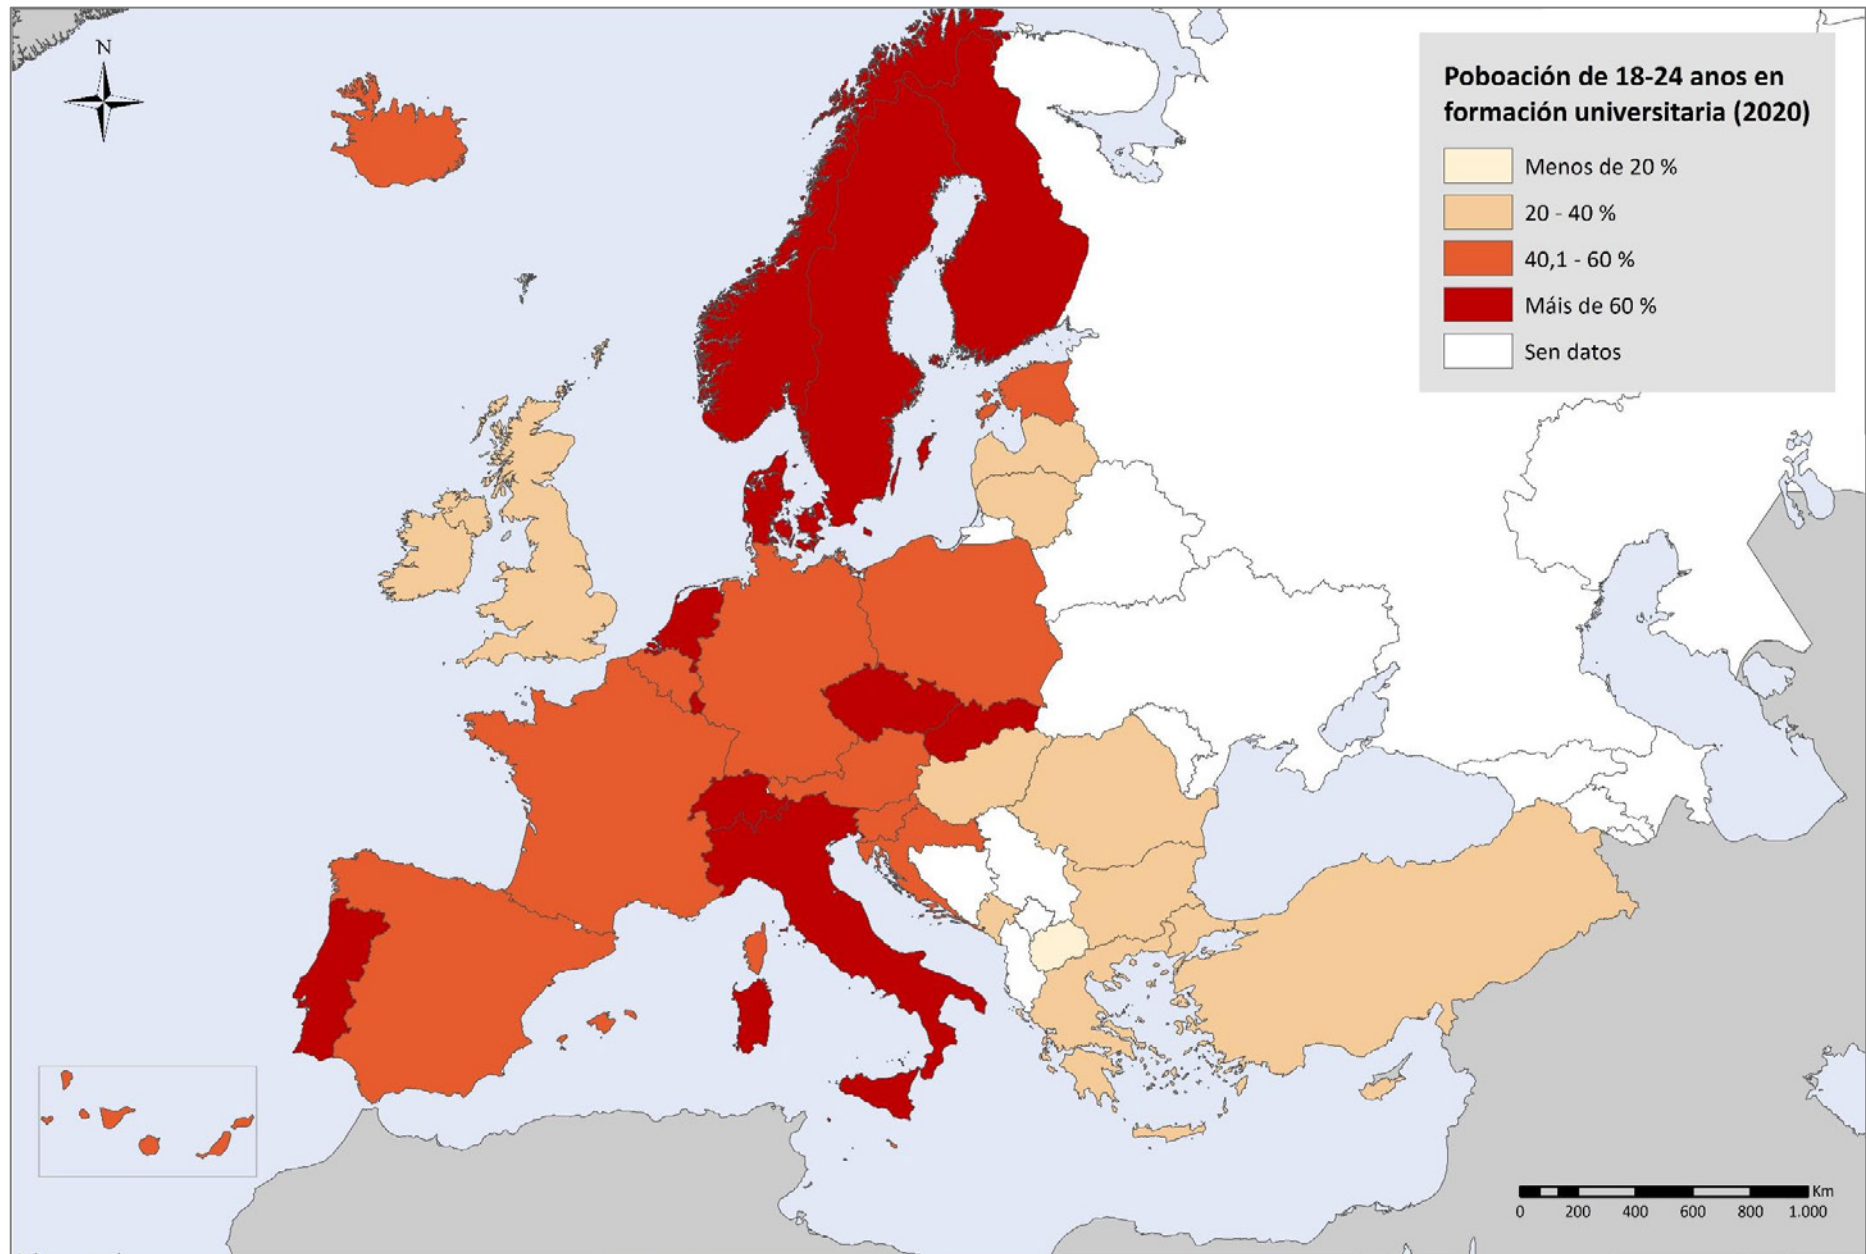 N
Poboación de 18-24 anos en
formación universitaria (2020)
Menos de 20 %
20 - 40 %
40,1 - 60 %
Máis de 60 %
Sen datos
Km
0 200 400 600 800 1.000